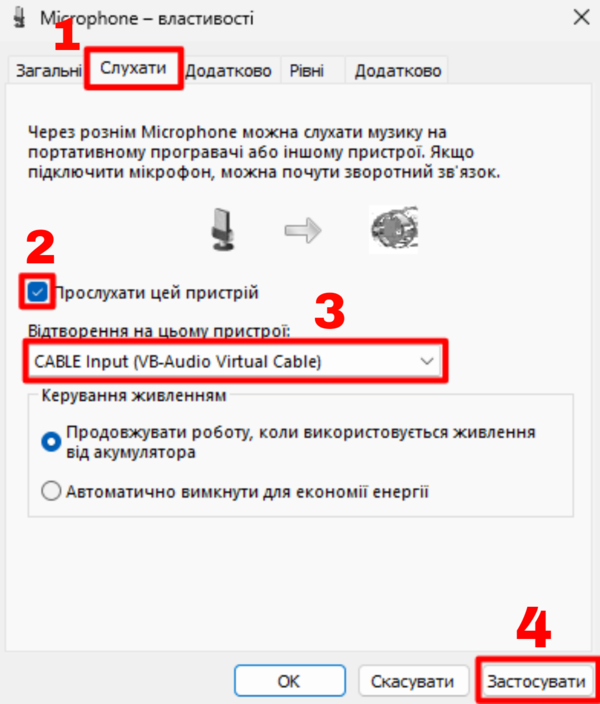 Microphone – властивості
1
Загальні Слухати Додатково Рівні Додатково
Через рознім Microphone можна слухати музику на
портативному програвачі або іншому пристрої. Якщо
підключити мікрофон, можна почути зворотний зв'язок.
2
Прослухати цей пристрій
3
Відтворення на цьому пристрої:
CABLE Input (VB-Audio Virtual Cable)
Керування живленням
Продовжувати роботу, коли використовується живлення
від акумулятора
Автоматично вимкнути для економії енергії
4
ОК Скасувати Застосувати